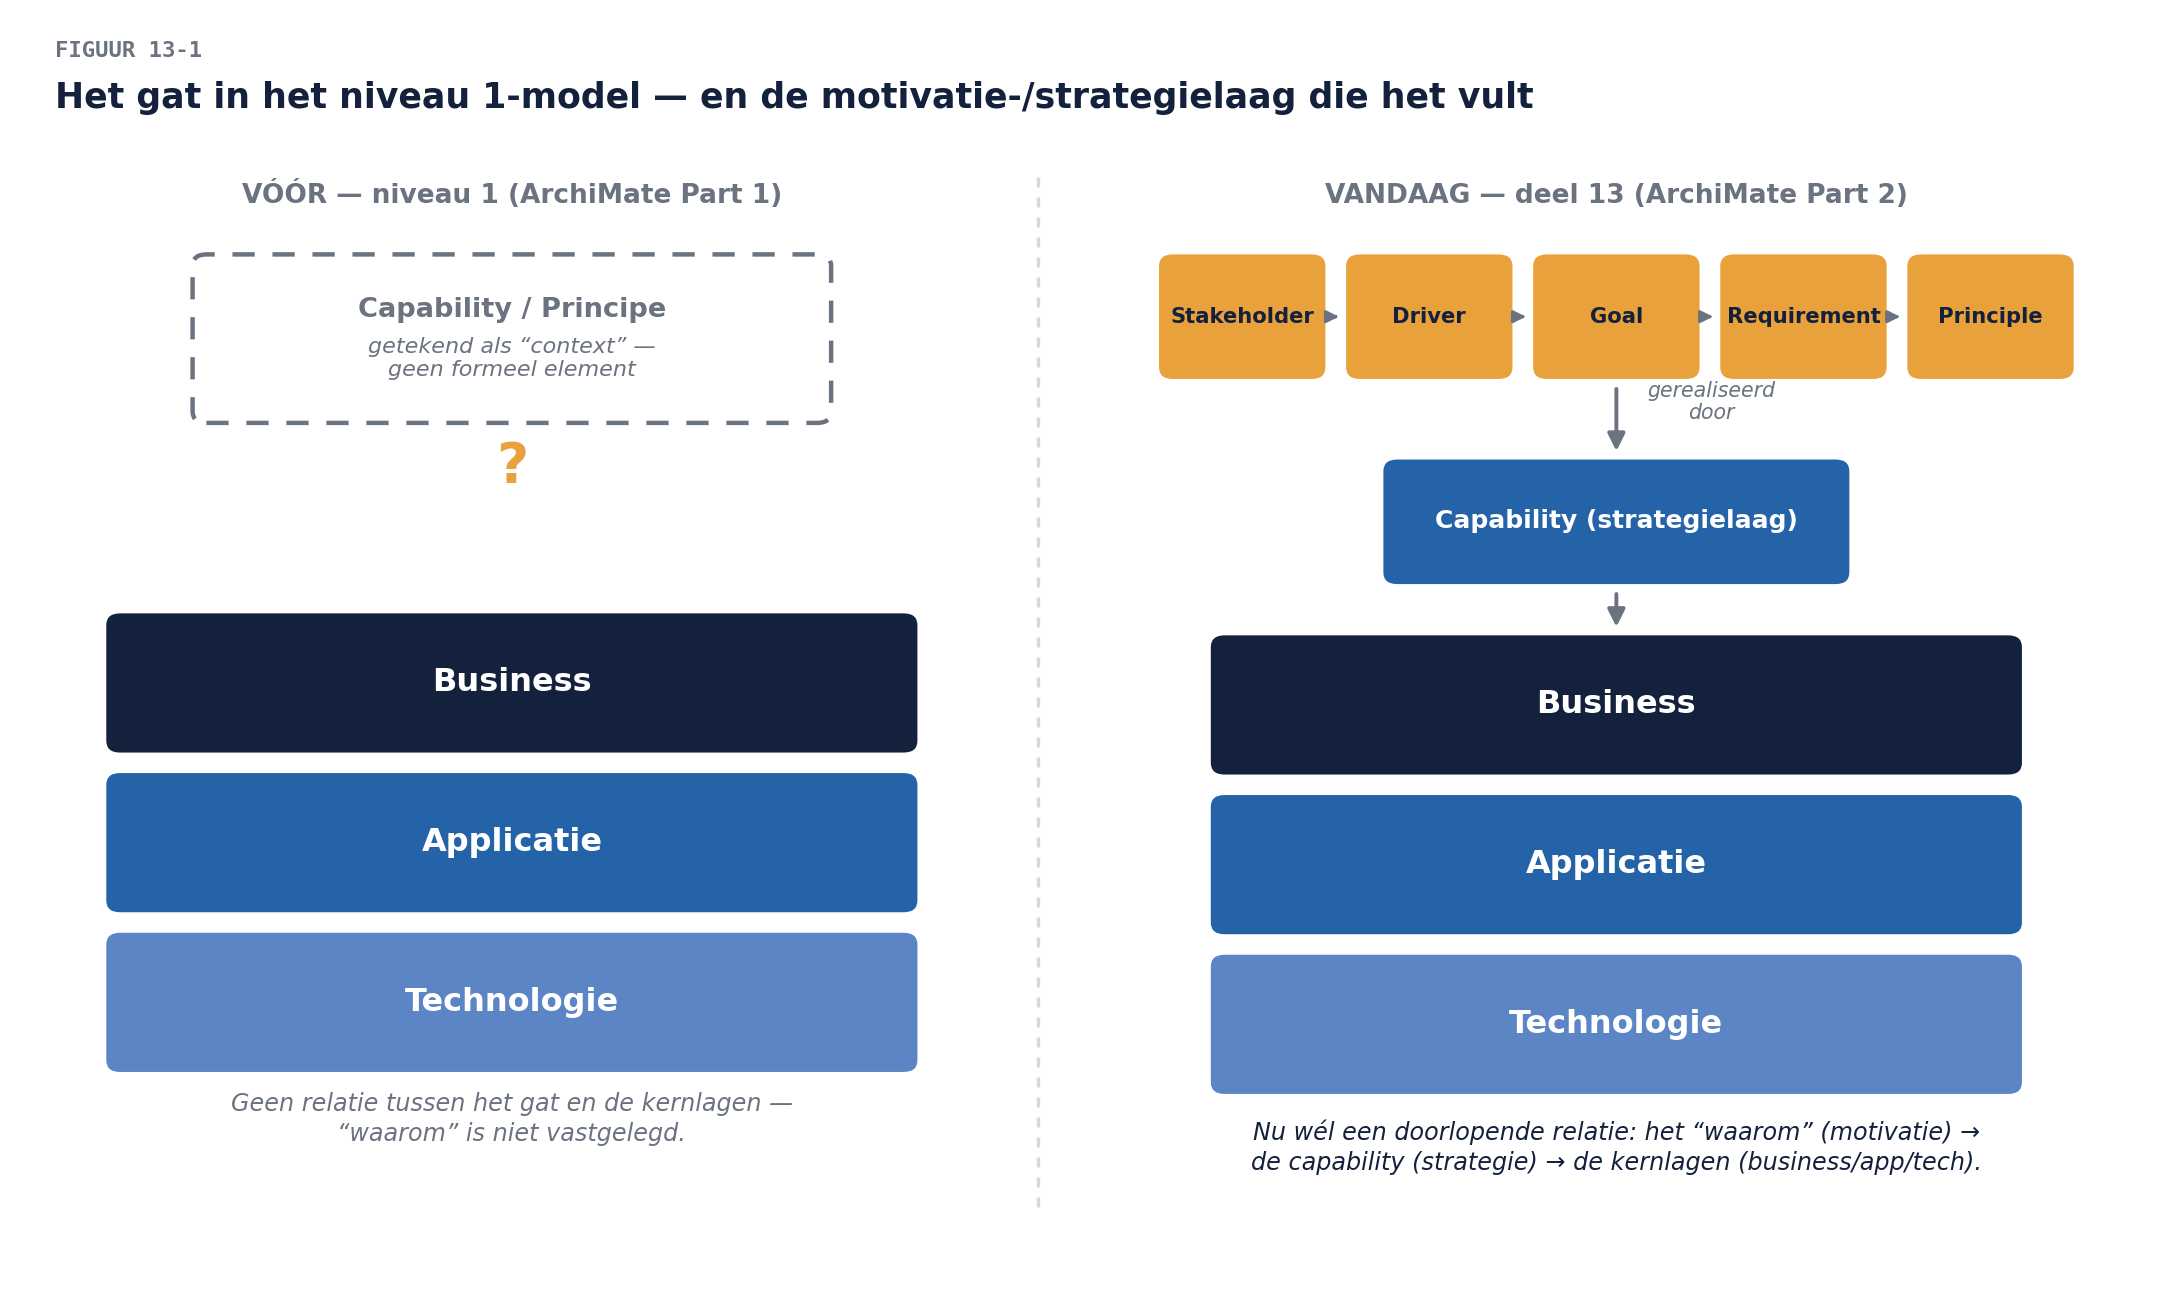 FIGUUR 13-1
Het gat in het niveau 1-model — en de motivatie-/strategielaag die het vult
VÓÓR — niveau 1 (ArchiMate Part 1)
Capability / Principe
getekend als “context” —
geen formeel element
?
Business
Applicatie
Technologie
Geen relatie tussen het gat en de kernlagen —
“waarom” is niet vastgelegd.
VANDAAG — deel 13 (ArchiMate Part 2)
Stakeholder
Driver
Goal
Requirement
Principle
gerealiseerd
door
Capability (strategielaag)
Business
Applicatie
Technologie
Nu wél een doorlopende relatie: het “waarom” (motivatie) →
de capability (strategie) → de kernlagen (business/app/tech).